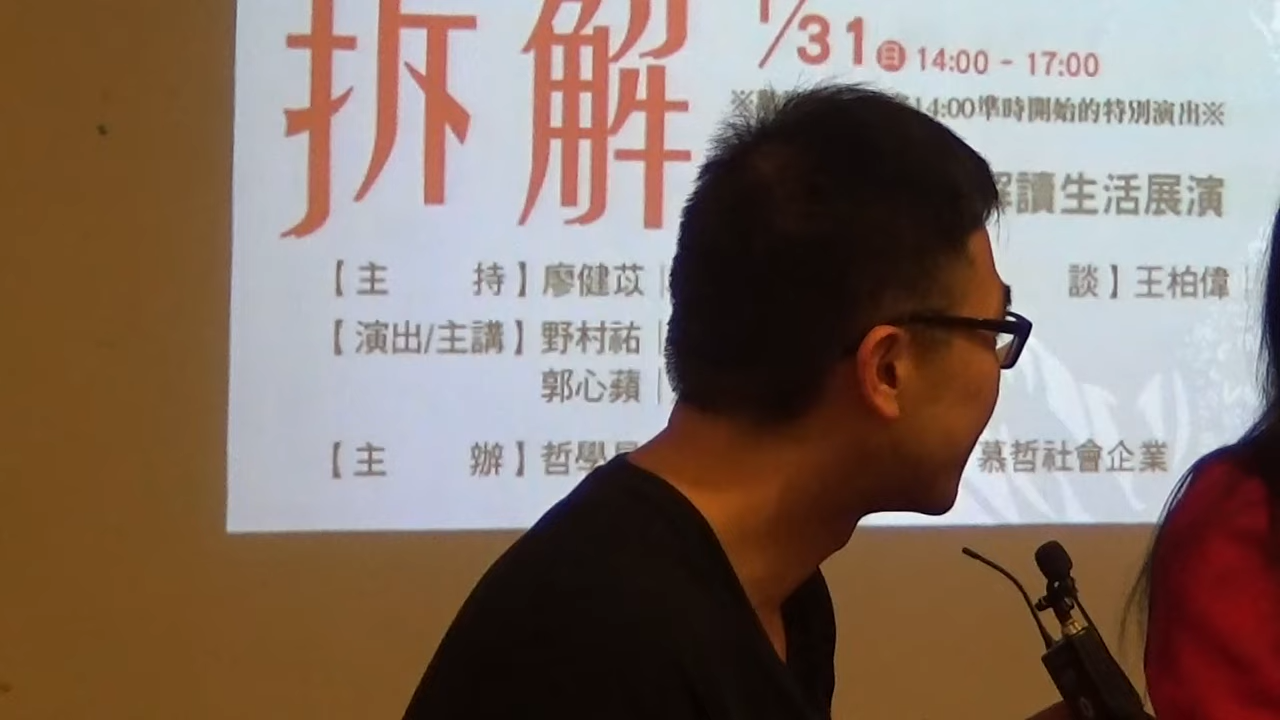 拆解
/31 日 14:00 - 17:00
※ 14:00準時開始的特別演出※
解讀生活展演
【主 持】廖健苡 談】王柏偉
【演出/主講】野村祐
郭心蘋
【主 辦】哲學 慕哲社會企業